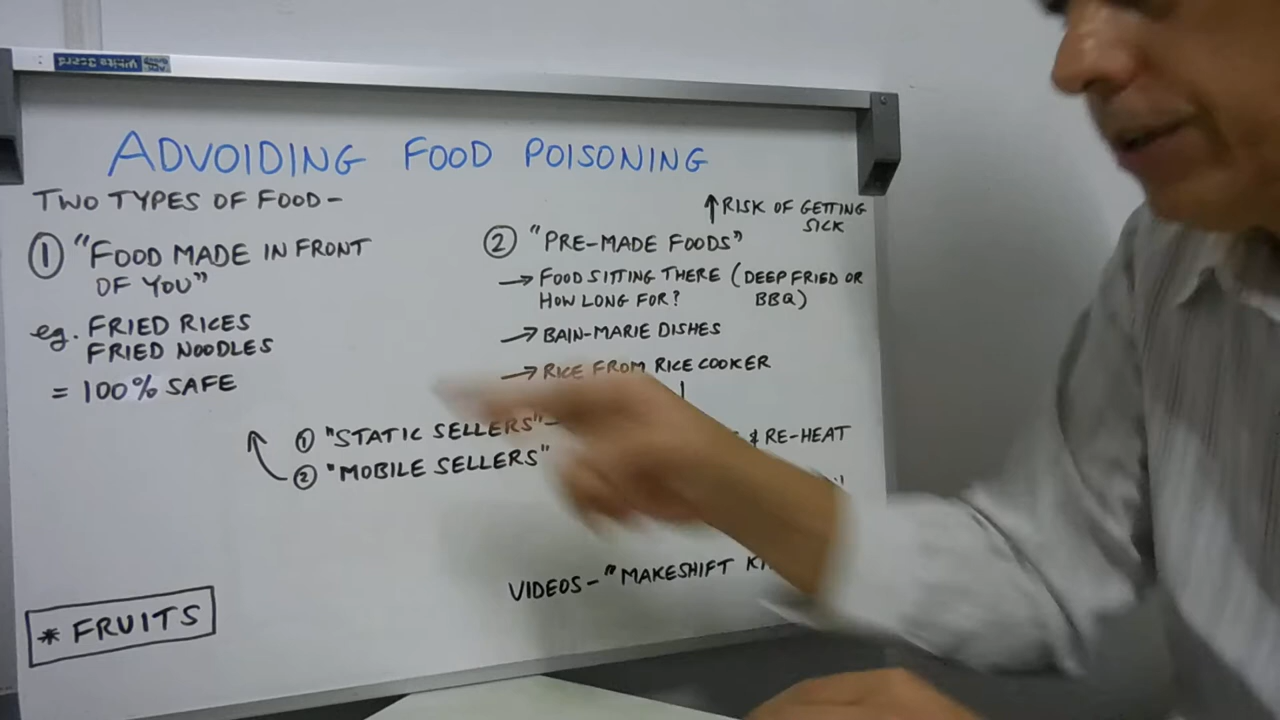 ADVOIDING FOOD POISONING
TWO TYPES OF FOOD -
① "FOOD MADE IN FRONT
OF YOU"
eg. FRIED RICES
FRIED NOODLES
= 100% SAFE
↑ RISK OF GETTING
SICK
② "PRE-MADE FOODS"
→ FOOD SITTING THERE (DEEP FRIED OR
HOW LONG FOR? BBQ)
→ BAIN-MARIE DISHES
→ RICE FROM RICE COOKER
① "STATIC SELLERS" -
② "MOBILE SELLERS"
& RE-HEAT
VIDEOS - "MAKESHIFT
* FRUITS